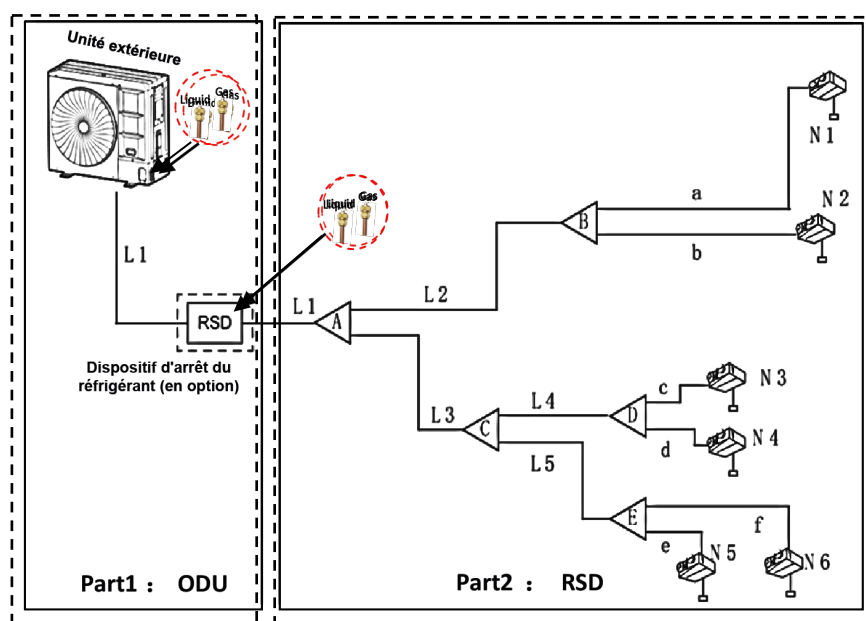 Unité extérieure
Liquid
Gas
Gas
Liquid
Gas
N1
a
N2
B
b
L1
L2
RSD
L1
A
Dispositif d'arrêt du
réfrigérant (en option)
c
N3
L4
L3
D
C
d
N4
L5
E
f
e
N5
N6
Part1 : ODU
Part2 : RSD